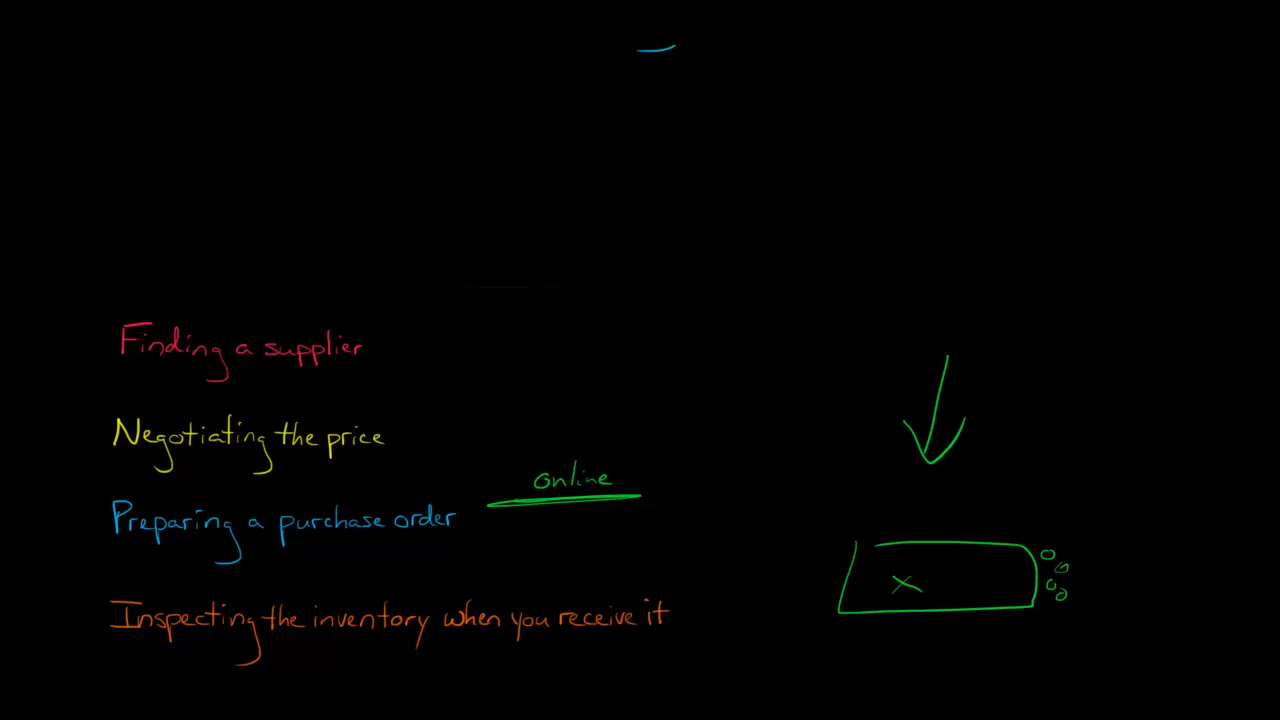 Finding a supplier
Negotiating the price
online
Preparing a purchase order
Inspecting the inventory when you receive it